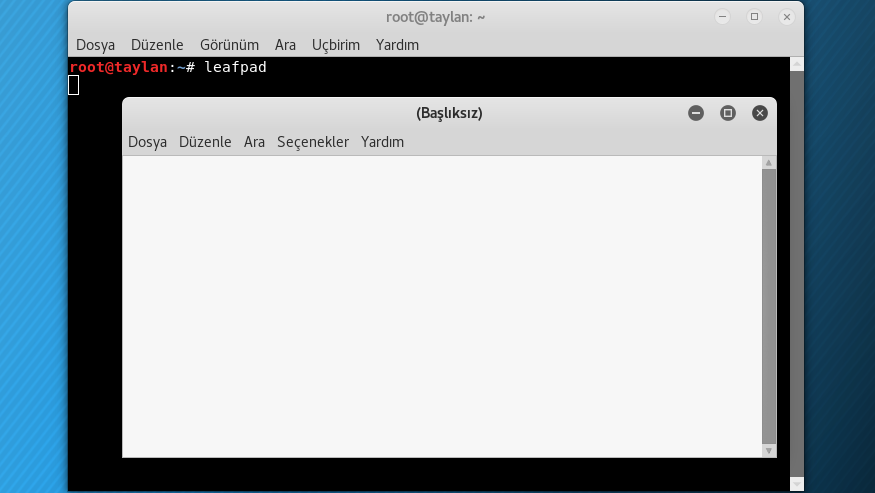 root@taylan: ~
Dosya Düzenle Görünüm Ara Uçbirim Yardım
root@taylan:~# leafpad
(Başlıksız)
Dosya Düzenle Ara Seçenekler Yardım